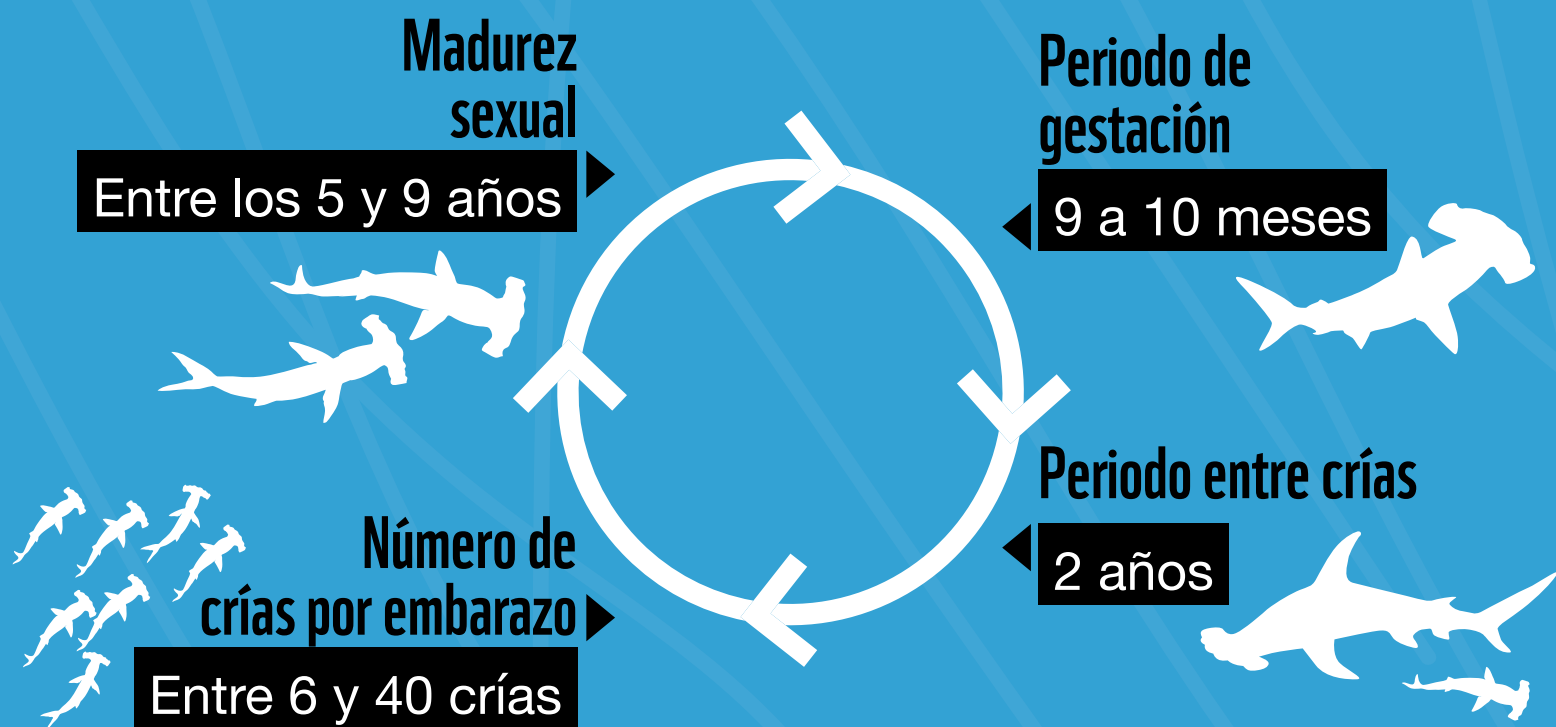 Madurez
sexual
Entre los 5 y 9 años
Periodo de
gestación
9 a 10 meses
Periodo entre crías
2 años
Número de
crías por embarazo
Entre 6 y 40 crías